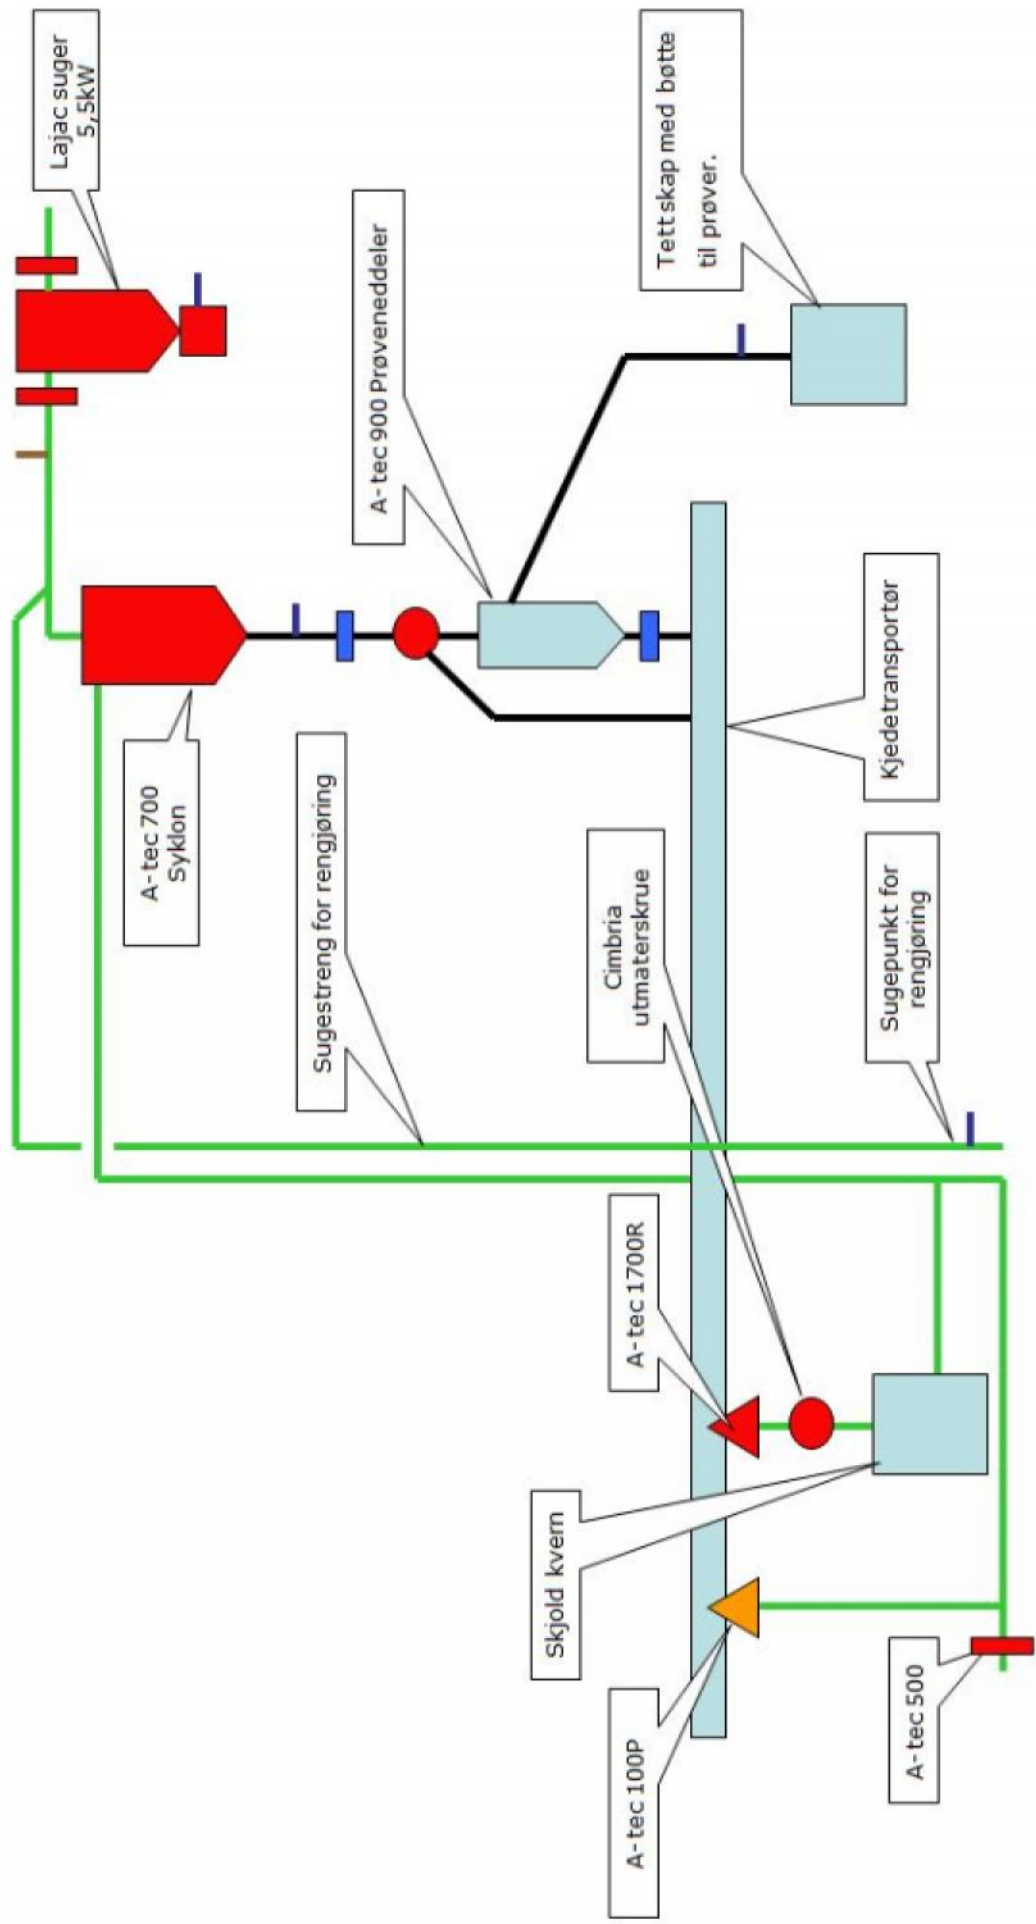 Lajac suger
5,5kW
Tett skap med bøtte
til prøver.
A-tec 900 Prøveneddeler
A-tec 700
Syklon
Kjedetransportør
Sugestreng for rengjøring
Cimbria
utmaterskrue
Sugepunkt for
rengjøring
A-tec 1700R
Skjold kvern
A-tec 100P
A-tec 500